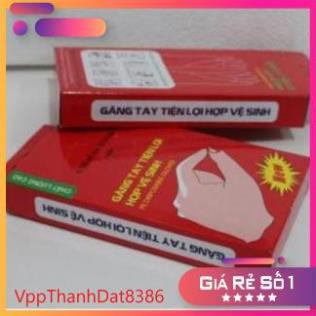 GĂNG TAY TIỆN LỢI HỢP VỆ SINH
GĂNG TAY TIỆN LỢI
HỢP VỆ SINH
CHẤT LƯỢNG CAO
GĂNG TAY TIỆN LỢI HỢP VỆ SINH
VppThanhDat8386
GIÁ RẺ SỐ 1